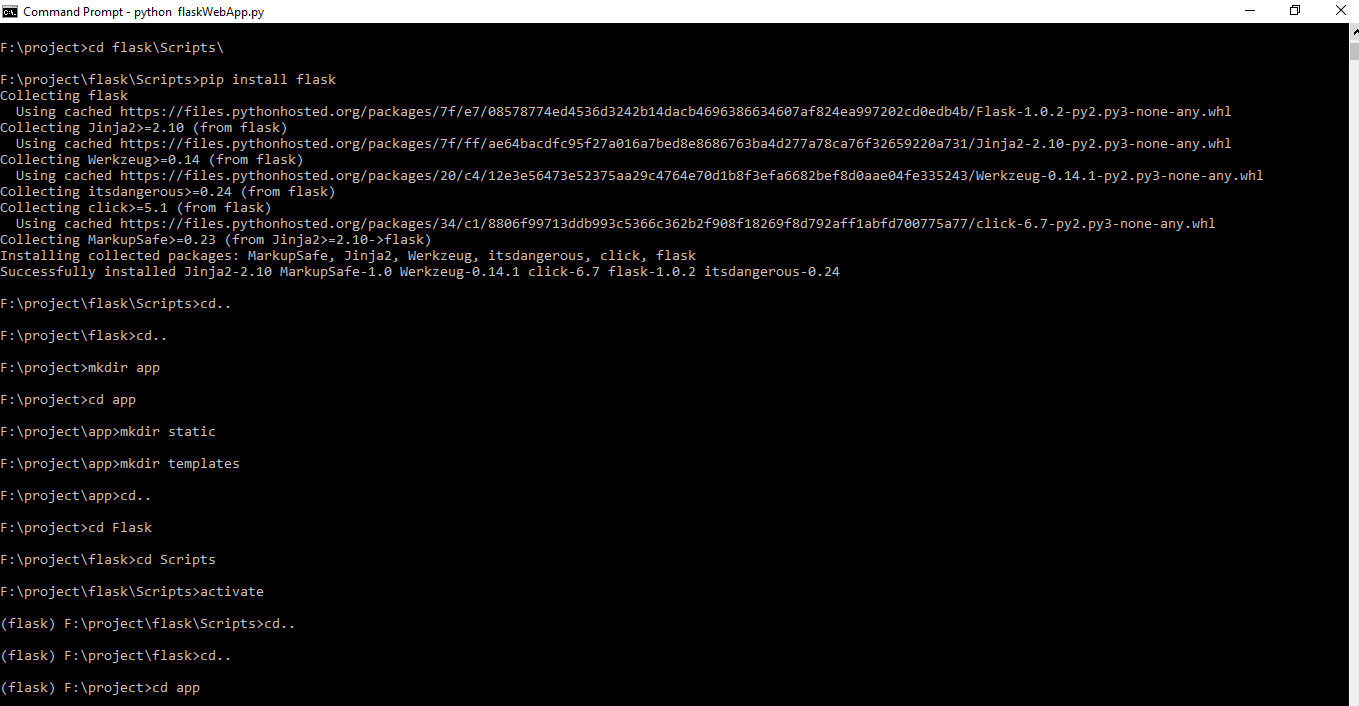 Command Prompt - python  flaskWebApp.py
F:\project>cd flask\Scripts\
F:\project\flask\Scripts>pip install flask
Collecting flask
  Using cached https://files.pythonhosted.org/packages/7f/e7/08578774ed4536d3242b14dacb4696386634607af824ea997202cd0edb4b/Flask-1.0.2-py2.py3-none-any.whl
Collecting Jinja2>=2.10 (from flask)
  Using cached https://files.pythonhosted.org/packages/7f/ff/ae64bacdfc95f27a016a7bed8e8686763ba4d277a78ca76f32659220a731/Jinja2-2.10-py2.py3-none-any.whl
Collecting Werkzeug>=0.14 (from flask)
  Using cached https://files.pythonhosted.org/packages/20/c4/12e3e56473e52375aa29c4764e70d1b8f3efa6682bef8d0aae04fe335243/Werkzeug-0.14.1-py2.py3-none-any.whl
Collecting itsdangerous>=0.24 (from flask)
Collecting click>=5.1 (from flask)
  Using cached https://files.pythonhosted.org/packages/34/c1/8806f99713ddb993c5366c362b2f908f18269f8d792aff1abfd700775a77/click-6.7-py2.py3-none-any.whl
Collecting MarkupSafe>=0.23 (from Jinja2>=2.10->flask)
Installing collected packages: MarkupSafe, Jinja2, Werkzeug, itsdangerous, click, flask
Successfully installed Jinja2-2.10 MarkupSafe-1.0 Werkzeug-0.14.1 click-6.7 flask-1.0.2 itsdangerous-0.24
F:\project\flask\Scripts>cd..
F:\project\flask>cd..
F:\project>mkdir app
F:\project>cd app
F:\project\app>mkdir static
F:\project\app>mkdir templates
F:\project\app>cd..
F:\project>cd Flask
F:\project\flask>cd Scripts
F:\project\flask\Scripts>activate
(flask) F:\project\flask\Scripts>cd..
(flask) F:\project\flask>cd..
(flask) F:\project>cd app